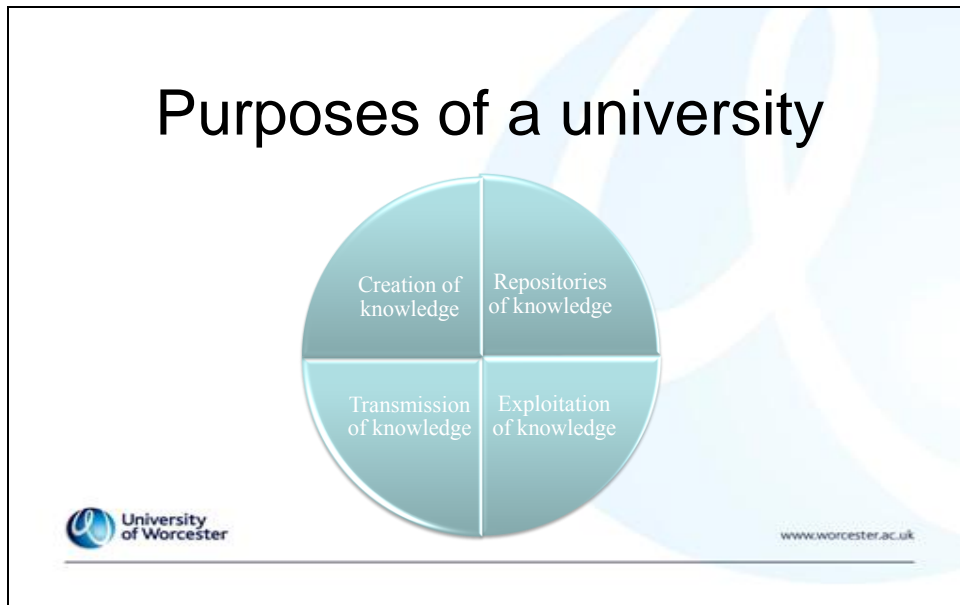 Purposes of a university
Creation of
knowledge
Repositories
of knowledge
Transmission
of knowledge
Exploitation
of knowledge
University
of Worcester
www.worcester.ac.uk